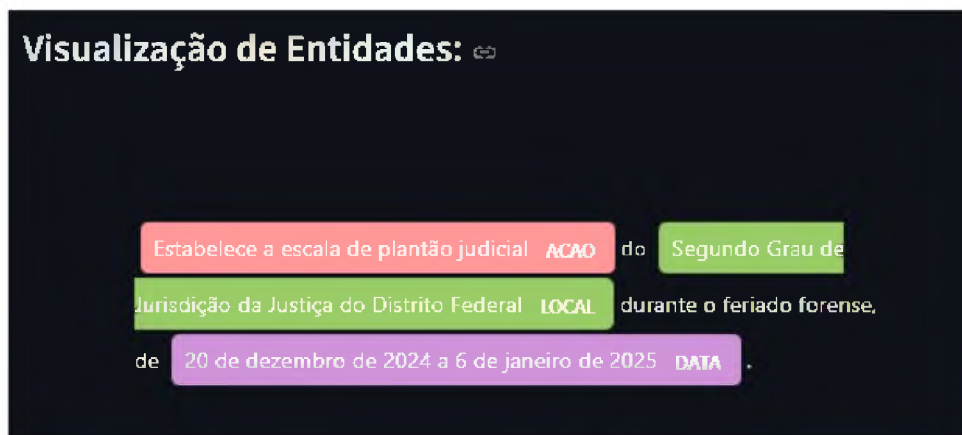 Visualização de Entidades:
Estabelece a escala de plantão judicial ACAO do Segundo Grau de
Jurisdição da Justiça do Distrito Federal LOCAL durante o feriado forense,
de 20 de dezembro de 2024 a 6 de janeiro de 2025 DATA .